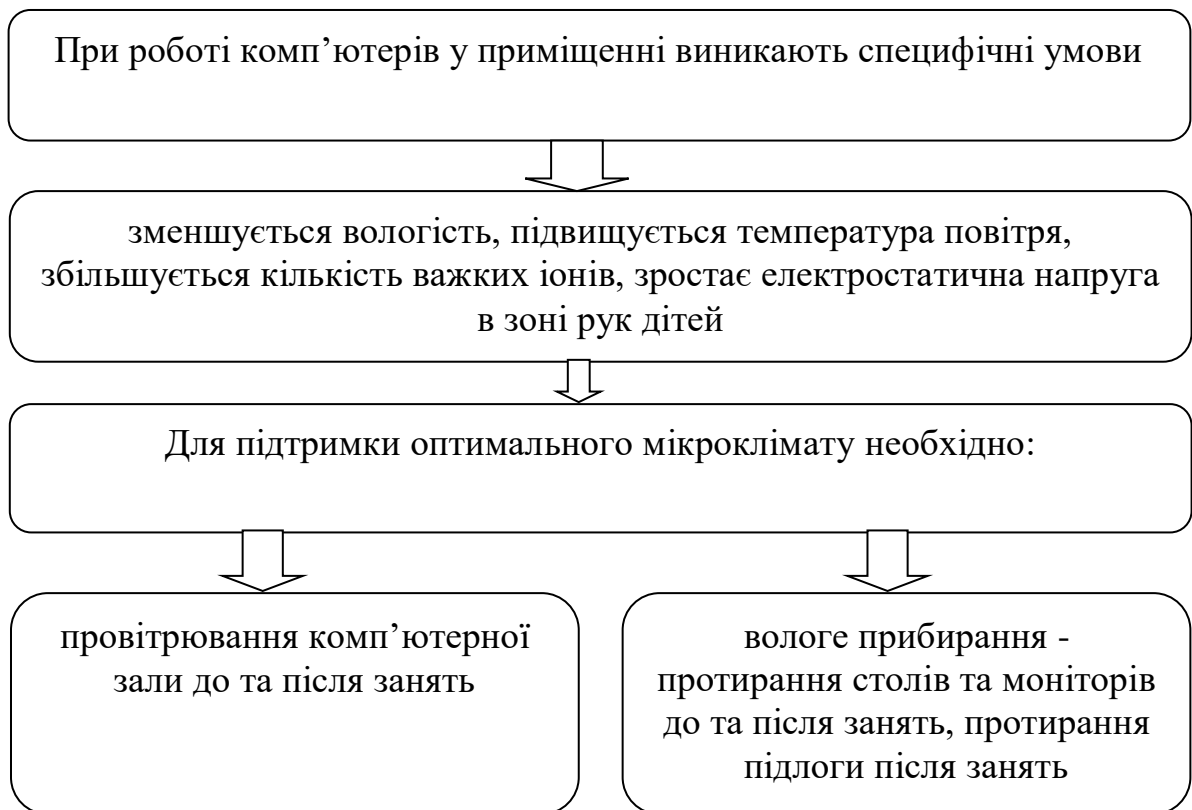 При роботі комп’ютерів у приміщенні виникають специфічні умови
зменшується вологість, підвищується температура повітря,
збільшується кількість важких іонів, зростає електростатична напруга
в зоні рук дітей
Для підтримки оптимального мікроклімату необхідно:
провітрювання комп’ютерної
зали до та після занять
вологе прибирання -
протирання столів та моніторів
до та після занять, протирання
підлоги після занять